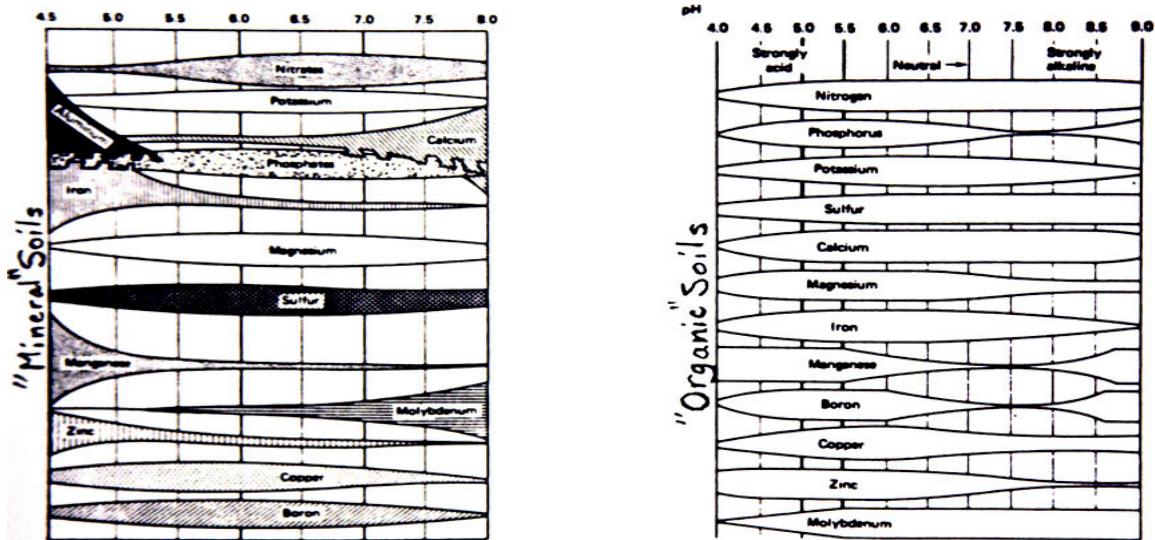 4.5 5.0 5.5 6.0 6.5 7.0 7.5 8.0
Nitrates
Potassium
Aluminum
Calcium
Phosphates
Iron
Magnesium
Sulfur
Manganese
Molybdenum
Zinc
Copper
Boron
"Mineral" Soils
pH
4.0 4.5 5.0 5.5 6.0 6.5 7.0 7.5 8.0 8.5 9.0
Strongly acid
Neutral
Strongly alkaline
Nitrogen
Phosphorus
Potassium
Sulfur
Calcium
Magnesium
Iron
Manganese
Boron
Copper
Zinc
Molybdenum
"Organic" Soils